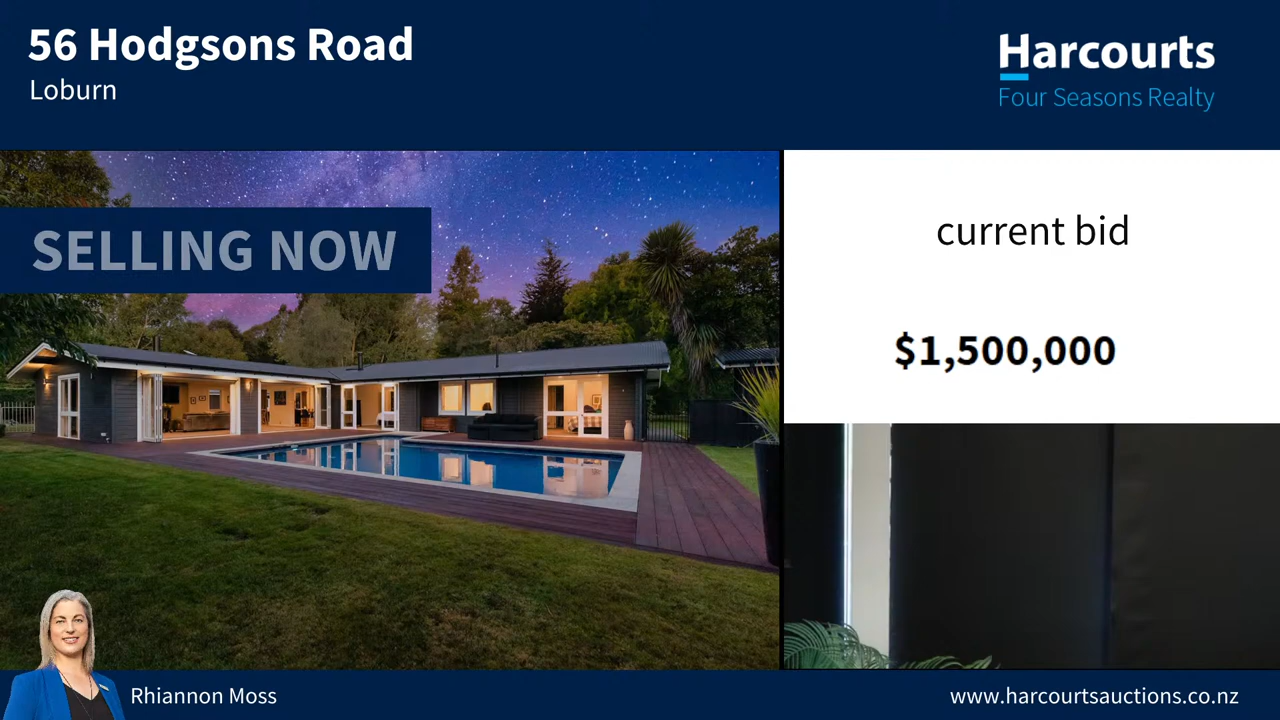 56 Hodgsons Road
Loburn
Harcourts
Four Seasons Realty
SELLING NOW
current bid
$1,500,000
Rhiannon Moss
www.harcourtsauctions.co.nz